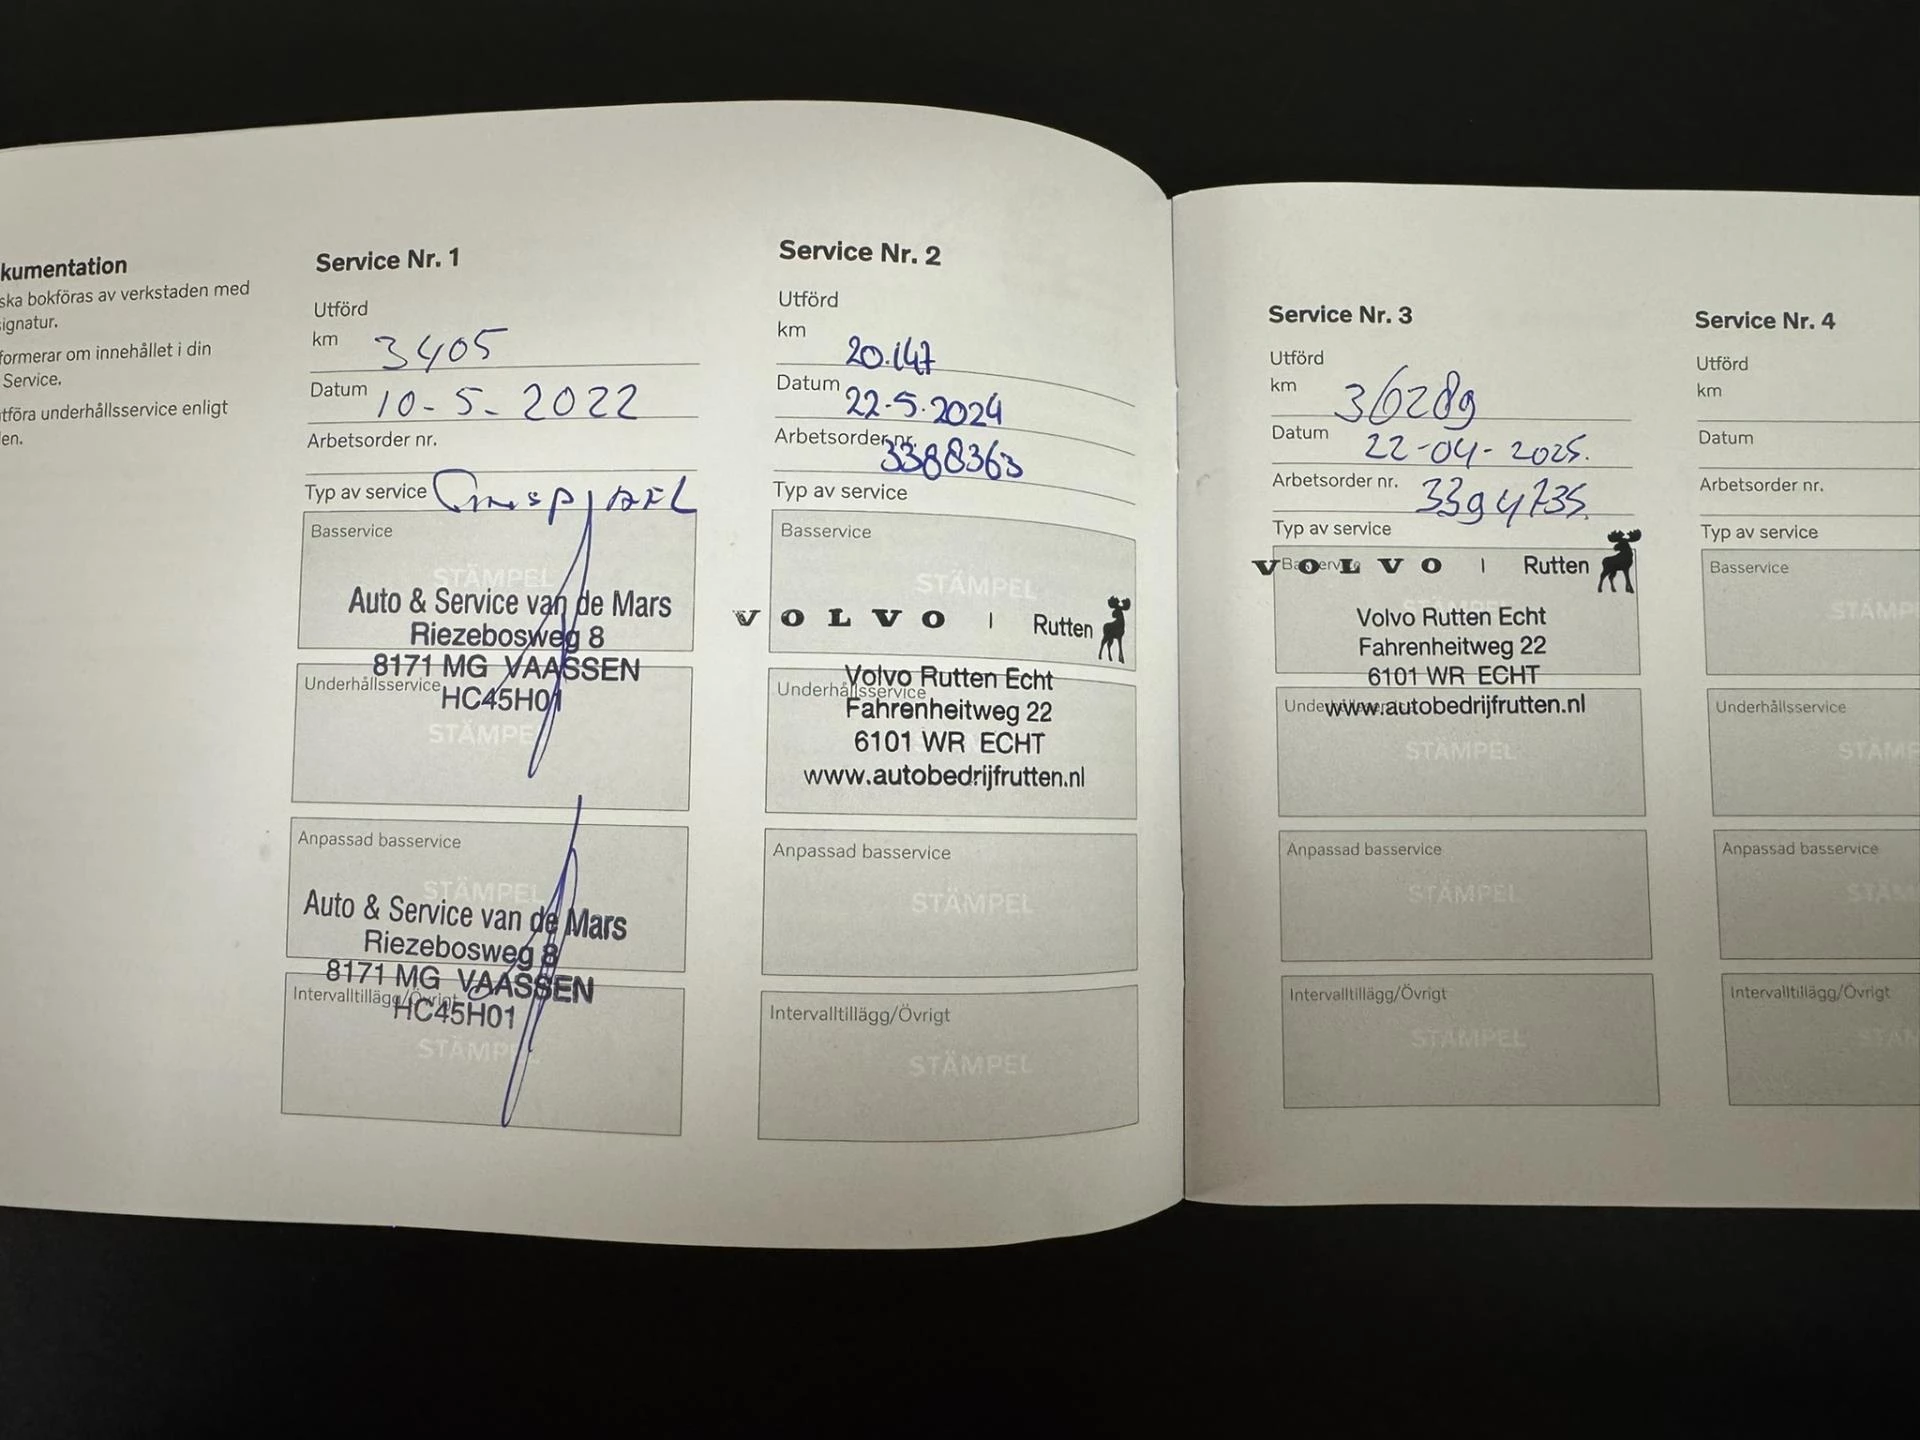 kumentation
ska bokföras av verkstaden med
ignatur.
formerar om innehållet i din
Service.
tföra underhållsservice enligt
en.
Service Nr. 1
Utförd
km 3405
Datum 10-5-2022
Arbetsorder nr.
Typ av service
Basservice
STÄMPEL
Auto & Service van de Mars
Riezebosweg 8
8171 MG VAASSEN
HC45H01
Underhållsservice
STÄMPE
Anpassad basservice
STÄMPEL
Auto & Service van de Mars
Riezebosweg 8
8171 MG VAASSEN
HC45H01
Intervalltillägg/Övrigt
STÄMP
Service Nr. 2
Utförd
km 20.147
Datum 22-5-2024
Arbetsorder nr. 3388363
Typ av service
Basservice
STÄMPEL
VOLVO | Rutten
Volvo Rutten Echt
Underhållsservice
Fahrenheitweg 22
6101 WR ECHT
www.autobedrijfrutten.nl
Anpassad basservice
STÄMPEL
Intervalltillägg/Övrigt
STÄMPEL
Service Nr. 3
Utförd
km 36289
Datum 22-04-2025.
Arbetsorder nr. 3394735
Typ av service
Basservice
VOLVO | Rutten
Volvo Rutten Echt
Fahrenheitweg 22
6101 WR ECHT
www.autobedrijfrutten.nl
STÄMPEL
Anpassad basservice
STÄMPEL
Intervalltillägg/Övrigt
STÄMPEL
Service Nr. 4
Utförd
km
Datum
Arbetsorder nr.
Typ av service
Basservice
STÄMP
Underhållsservice
STÄMP
Anpassad basservice
STÄM
Intervalltillägg/Övrigt
STÄM